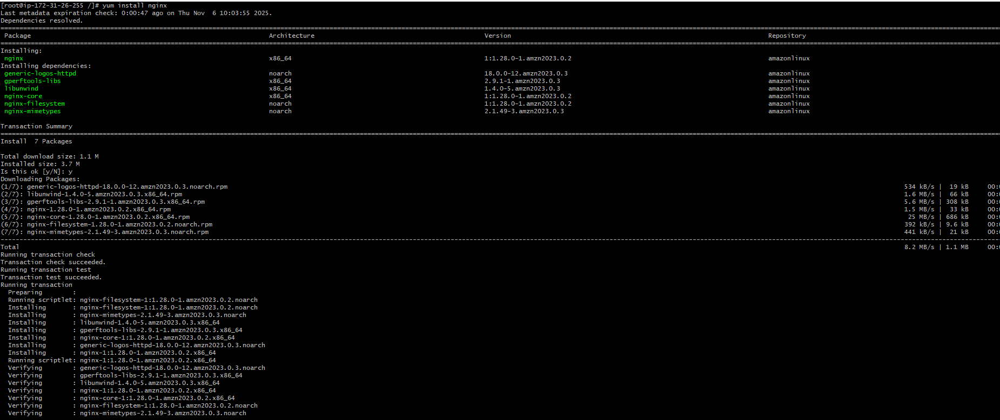 [root@ip-172-31-26-255 /]# yum install nginx
Last metadata expiration check: 0:00:47 ago on Thu Nov  6 10:03:55 2025.
Dependencies resolved.
Package Architecture Version Repository
Installing:
nginx x86_64 1:1.28.0-1.amzn2023.0.2 amazonlinux
Installing dependencies:
generic-logos-httpd noarch 18.0.0-12.amzn2023.0.3 amazonlinux
gperftools-libs x86_64 2.9.1-1.amzn2023.0.3 amazonlinux
libunwind x86_64 1.4.0-5.amzn2023.0.3 amazonlinux
nginx-core x86_64 1:1.28.0-1.amzn2023.0.2 amazonlinux
nginx-filesystem noarch 1:1.28.0-1.amzn2023.0.2 amazonlinux
nginx-mimetypes noarch 2.1.49-3.amzn2023.0.3 amazonlinux
Transaction Summary
Install  7 Packages
Total download size: 1.1 M
Installed size: 3.7 M
Is this ok [y/N]: y
Downloading Packages:
(1/7): generic-logos-httpd-18.0.0-12.amzn2023.0.3.noarch.rpm 534 kB/s |  19 kB 00:
(2/7): libunwind-1.4.0-5.amzn2023.0.3.x86_64.rpm 1.6 MB/s |  66 kB 00:
(3/7): gperftools-libs-2.9.1-1.amzn2023.0.3.x86_64.rpm 5.6 MB/s | 308 kB 00:
(4/7): nginx-1.28.0-1.amzn2023.0.2.x86_64.rpm 1.5 MB/s |  33 kB 00:
(5/7): nginx-core-1.28.0-1.amzn2023.0.2.x86_64.rpm 25 MB/s | 686 kB 00:
(6/7): nginx-filesystem-1.28.0-1.amzn2023.0.2.noarch.rpm 392 kB/s | 9.6 kB 00:
(7/7): nginx-mimetypes-2.1.49-3.amzn2023.0.3.noarch.rpm 441 kB/s |  21 kB 00:
Total 8.2 MB/s | 1.1 MB 00:
Running transaction check
Transaction check succeeded.
Running transaction test
Transaction test succeeded.
Running transaction
Preparing        :
Running scriptlet: nginx-filesystem-1:1.28.0-1.amzn2023.0.2.noarch
Installing       : nginx-filesystem-1:1.28.0-1.amzn2023.0.2.noarch
Installing       : nginx-mimetypes-2.1.49-3.amzn2023.0.3.noarch
Installing       : libunwind-1.4.0-5.amzn2023.0.3.x86_64
Installing       : gperftools-libs-2.9.1-1.amzn2023.0.3.x86_64
Installing       : nginx-core-1:1.28.0-1.amzn2023.0.2.x86_64
Installing       : generic-logos-httpd-18.0.0-12.amzn2023.0.3.noarch
Installing       : nginx-1:1.28.0-1.amzn2023.0.2.x86_64
Running scriptlet: nginx-1:1.28.0-1.amzn2023.0.2.x86_64
Verifying        : generic-logos-httpd-18.0.0-12.amzn2023.0.3.noarch
Verifying        : gperftools-libs-2.9.1-1.amzn2023.0.3.x86_64
Verifying        : libunwind-1.4.0-5.amzn2023.0.3.x86_64
Verifying        : nginx-1:1.28.0-1.amzn2023.0.2.x86_64
Verifying        : nginx-core-1:1.28.0-1.amzn2023.0.2.x86_64
Verifying        : nginx-filesystem-1:1.28.0-1.amzn2023.0.2.noarch
Verifying        : nginx-mimetypes-2.1.49-3.amzn2023.0.3.noarch